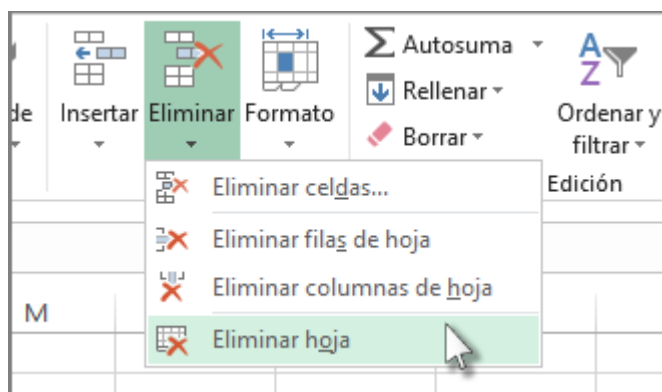 Autosuma
de Insertar Eliminar Formato
Rellenar
Ordenar y
filtrar
Borrar
Edición
Eliminar celdas...
Eliminar filas de hoja
Eliminar columnas de hoja
Eliminar hoja
M